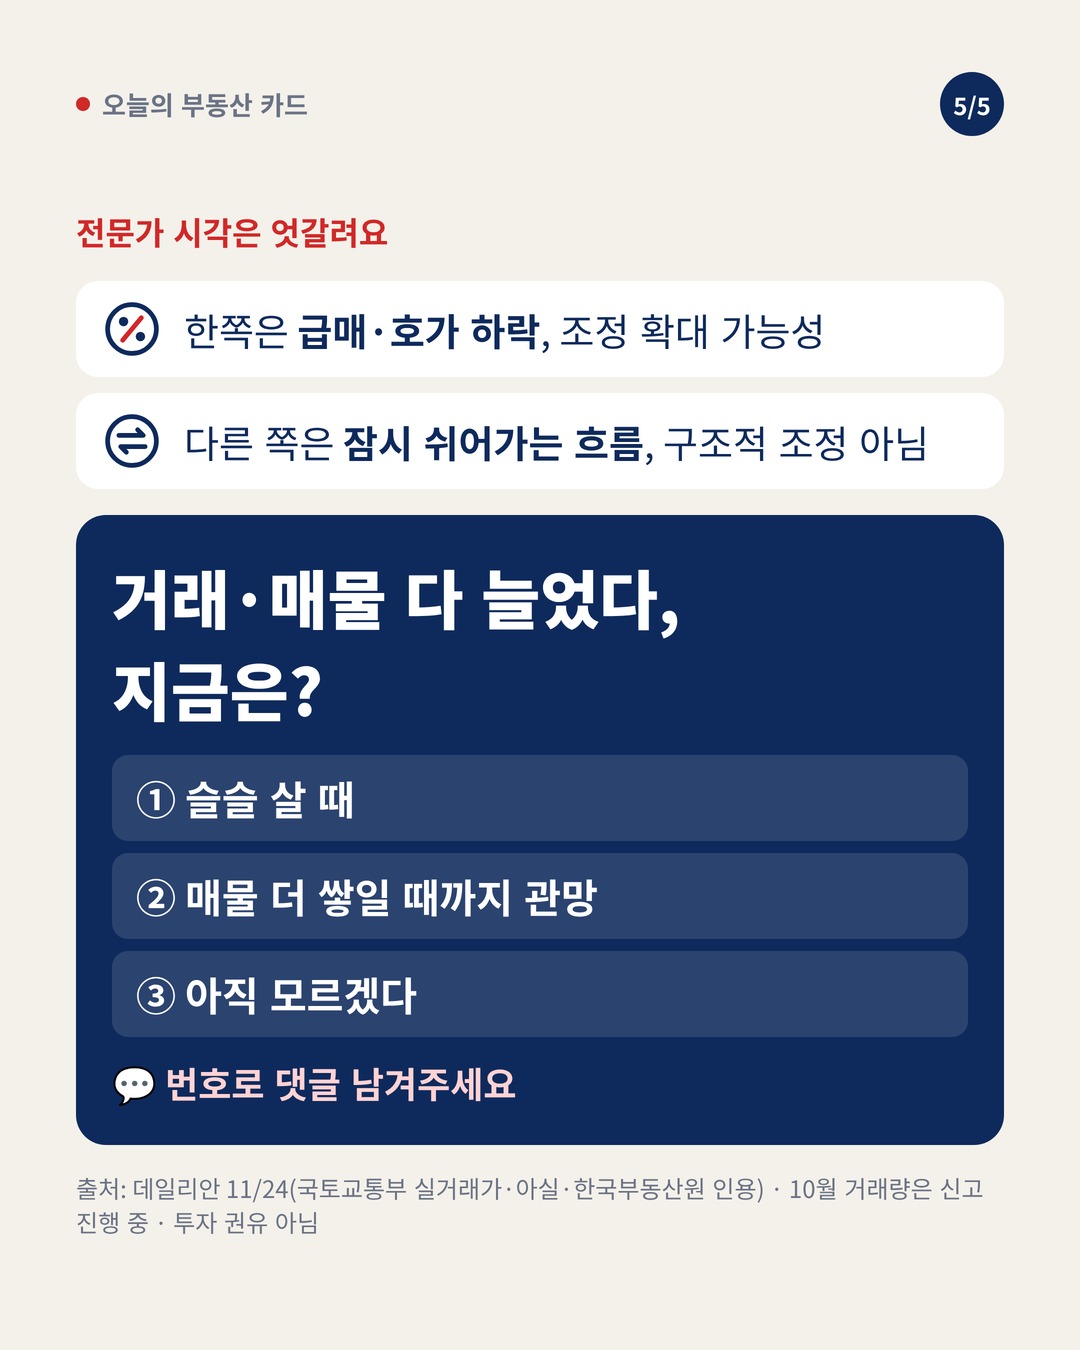 오늘의 부동산 카드
5/5
전문가 시각은 엇갈려요
한쪽은 급매·호가 하락, 조정 확대 가능성
다른 쪽은 잠시 쉬어가는 흐름, 구조적 조정 아님
거래·매물 다 늘었다,
지금은?
① 슬슬 살 때
② 매물 더 쌓일 때까지 관망
③ 아직 모르겠다
💬 번호로 댓글 남겨주세요
출처: 데일리안 11/24(국토교통부 실거래가·아실·한국부동산원 인용) · 10월 거래량은 신고
진행 중 · 투자 권유 아님